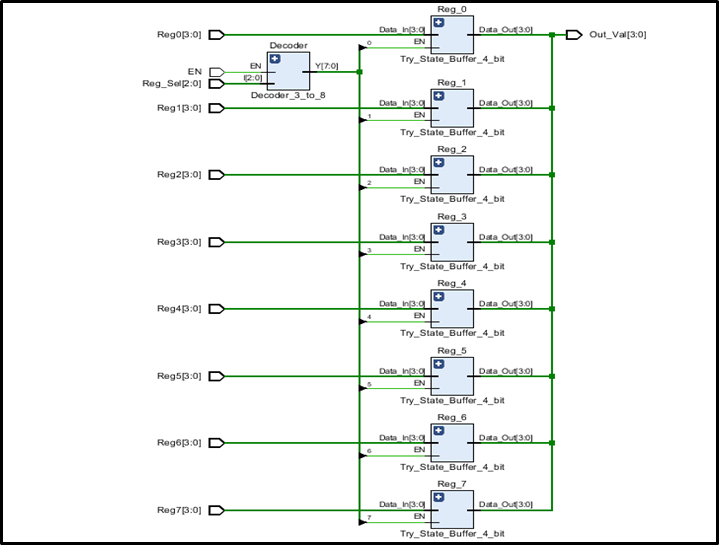 Reg_0
Reg0[3:0]
Data_In[3:0]
Data_Out[3:0]
Out_Val[3:0]
EN
0
Try_State_Buffer_4_bit
Decoder
EN
EN
Y[7:0]
Reg_Sel[2:0]
I[2:0]
Decoder_3_to_8
Reg_1
Reg1[3:0]
Data_In[3:0]
Data_Out[3:0]
EN
1
Try_State_Buffer_4_bit
Reg_2
Reg2[3:0]
Data_In[3:0]
Data_Out[3:0]
EN
2
Try_State_Buffer_4_bit
Reg_3
Reg3[3:0]
Data_In[3:0]
Data_Out[3:0]
EN
3
Try_State_Buffer_4_bit
Reg_4
Reg4[3:0]
Data_In[3:0]
Data_Out[3:0]
EN
4
Try_State_Buffer_4_bit
Reg_5
Reg5[3:0]
Data_In[3:0]
Data_Out[3:0]
EN
5
Try_State_Buffer_4_bit
Reg_6
Reg6[3:0]
Data_In[3:0]
Data_Out[3:0]
EN
6
Try_State_Buffer_4_bit
Reg_7
Reg7[3:0]
Data_In[3:0]
Data_Out[3:0]
EN
7
Try_State_Buffer_4_bit